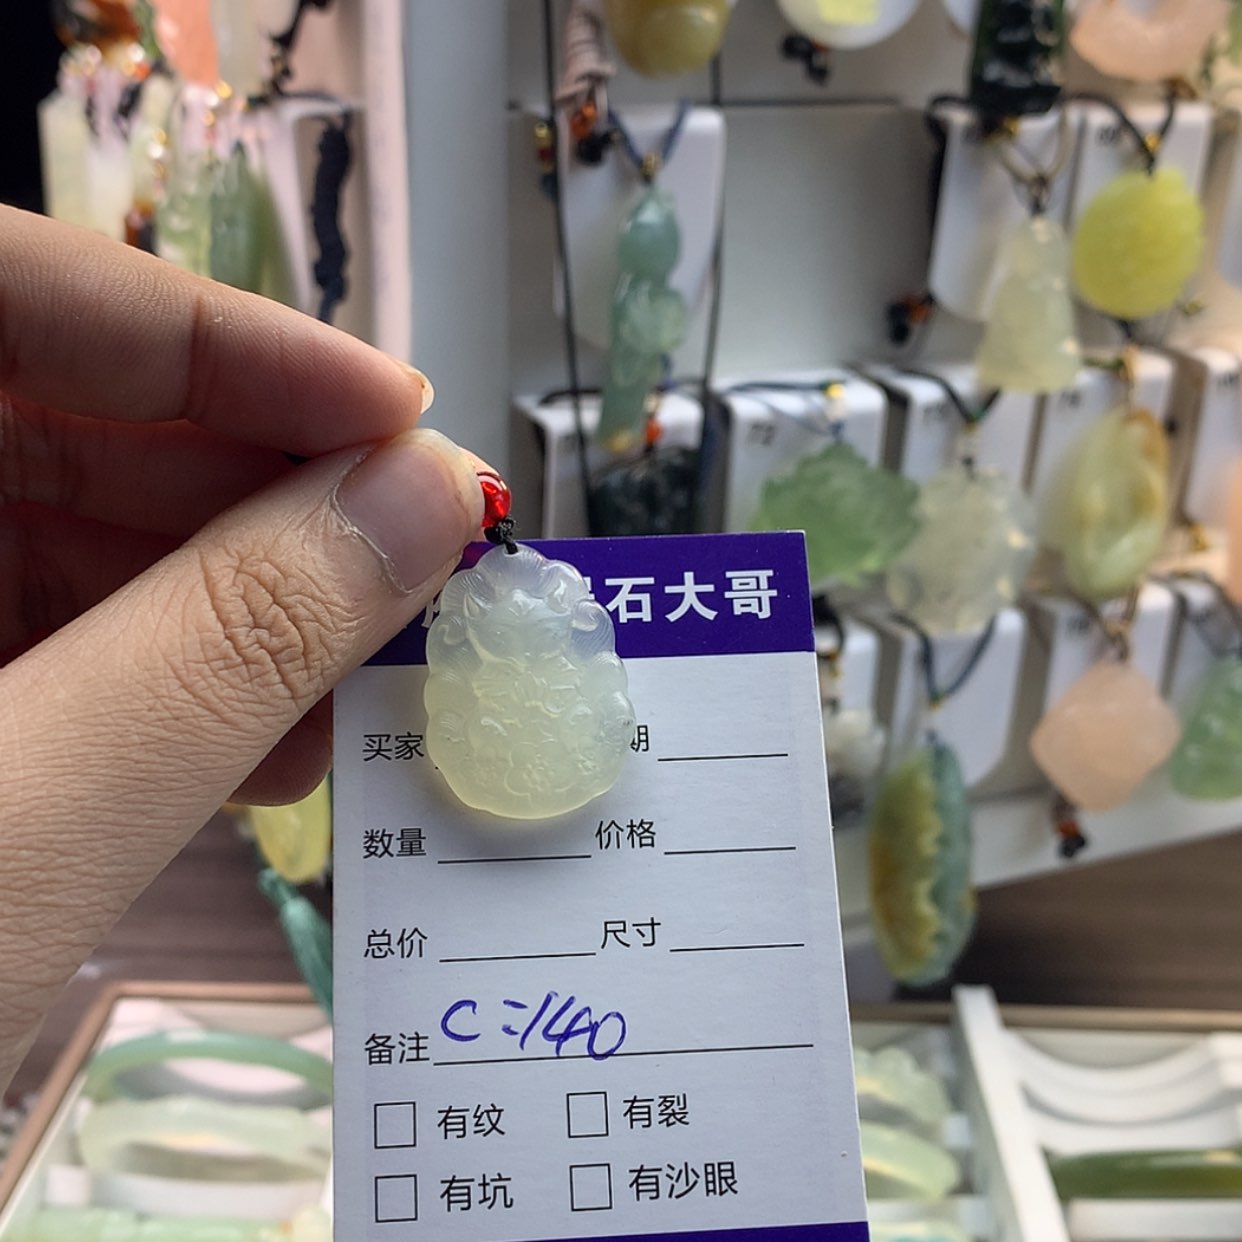 石大哥
买家 期
数量 价格
总价 尺寸
备注 C=140
有纹 有裂
有坑 有沙眼
72